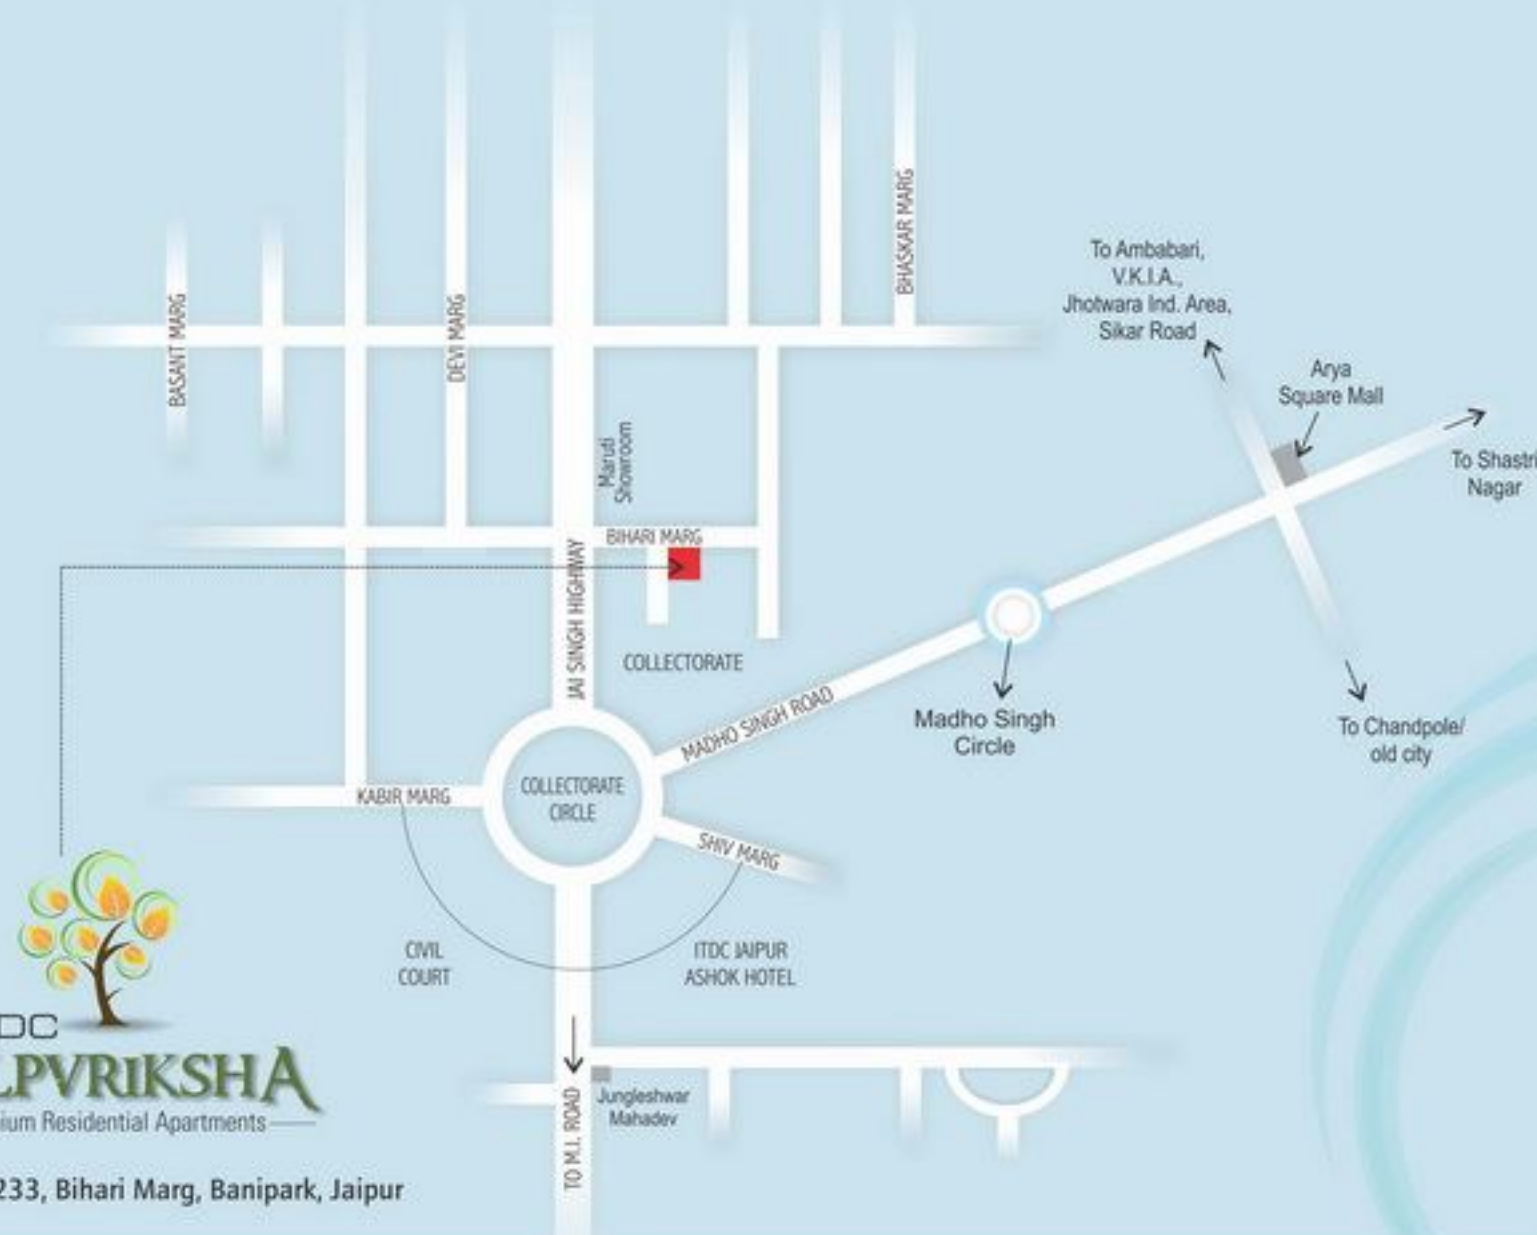 BHASKAR MARG
To Ambabari,
V.K.I.A.,
Jhotwara Ind. Area,
Sikar Road
BASANT MARG
DEVI MARG
Arya
Square Mall
Maruti
Showroom
To Shastri
Nagar
BIHARI MARG
JAI SINGH HIGHWAY
COLLECTORATE
MADHO SINGH ROAD
Madho Singh
Circle
To Chandpole/
old city
COLLECTORATE
CIRCLE
KABIR MARG
SHIV MARG
CIVIL
COURT
ITDC JAIPUR
ASHOK HOTEL
DC
LPVRIKSHA
ium Residential Apartments
Jungleshwar
Mahadev
TO M.I. ROAD
233, Bihari Marg, Banipark, Jaipur